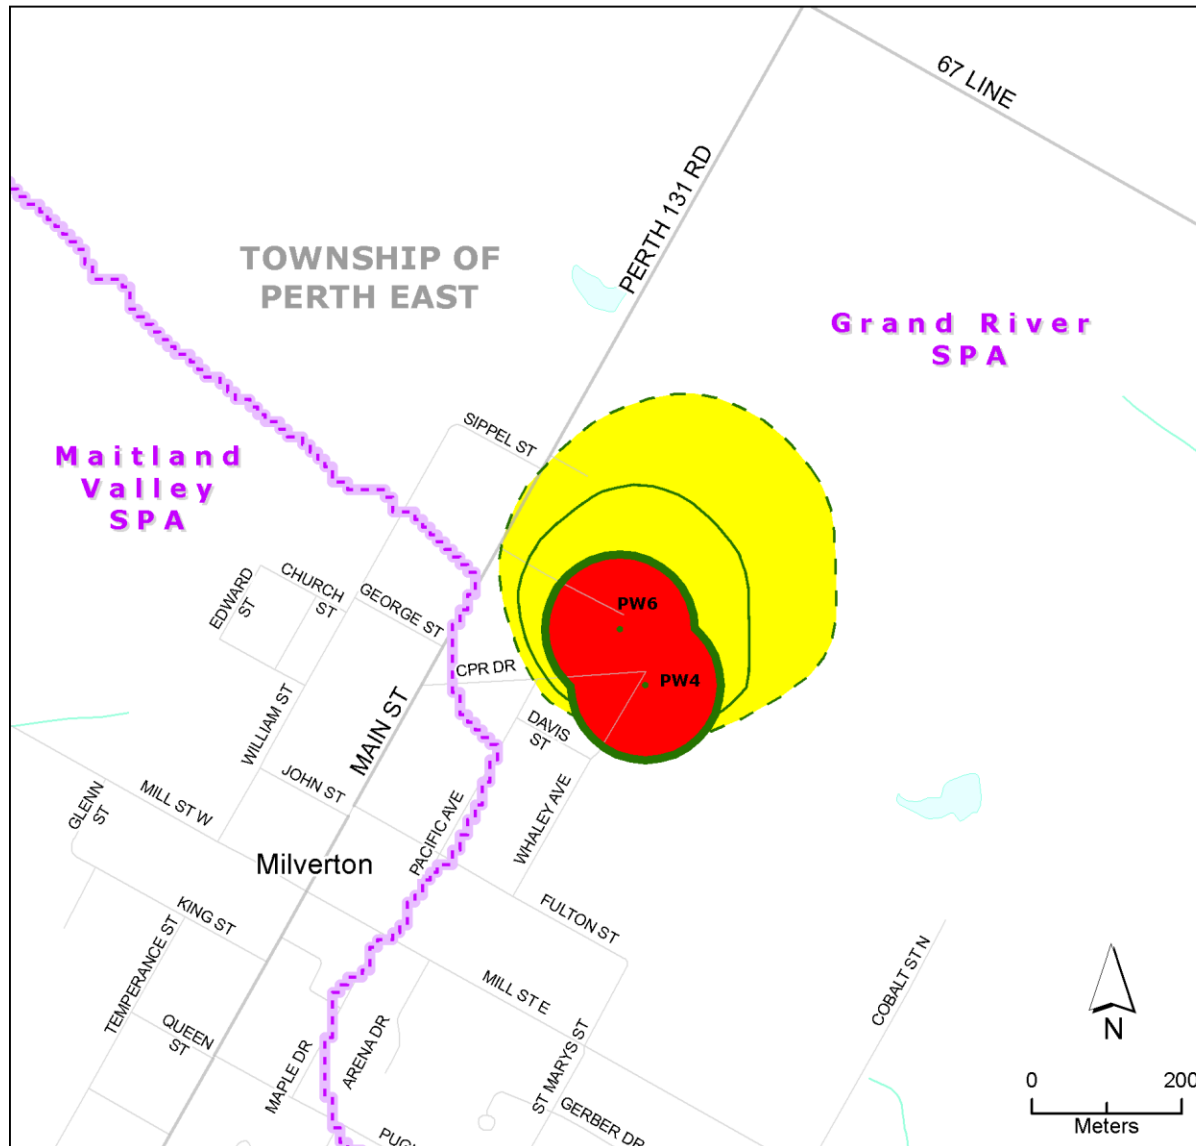 67 LINE
PERTH 131 RD
TOWNSHIP OF
PERTH EAST
Grand River
SPA
Maitland
Valley
SPA
SIPPEL ST
EDWARD
ST
CHURCH
ST
GEORGE ST
PW6
CPR DR
PW4
WILLIAM ST
MAIN ST
DAVIS
ST
JOHN ST
GLENN
ST
MILL ST W
PACIFIC AVE
WHALEY AVE
Milverton
KING ST
FULTON ST
TEMPERANCE ST
MILL ST E
COBALT ST N
QUEEN
ST
MAPLE DR
ARENA DR
ST MARYS ST
GERBER DR
N
0
200
Meters